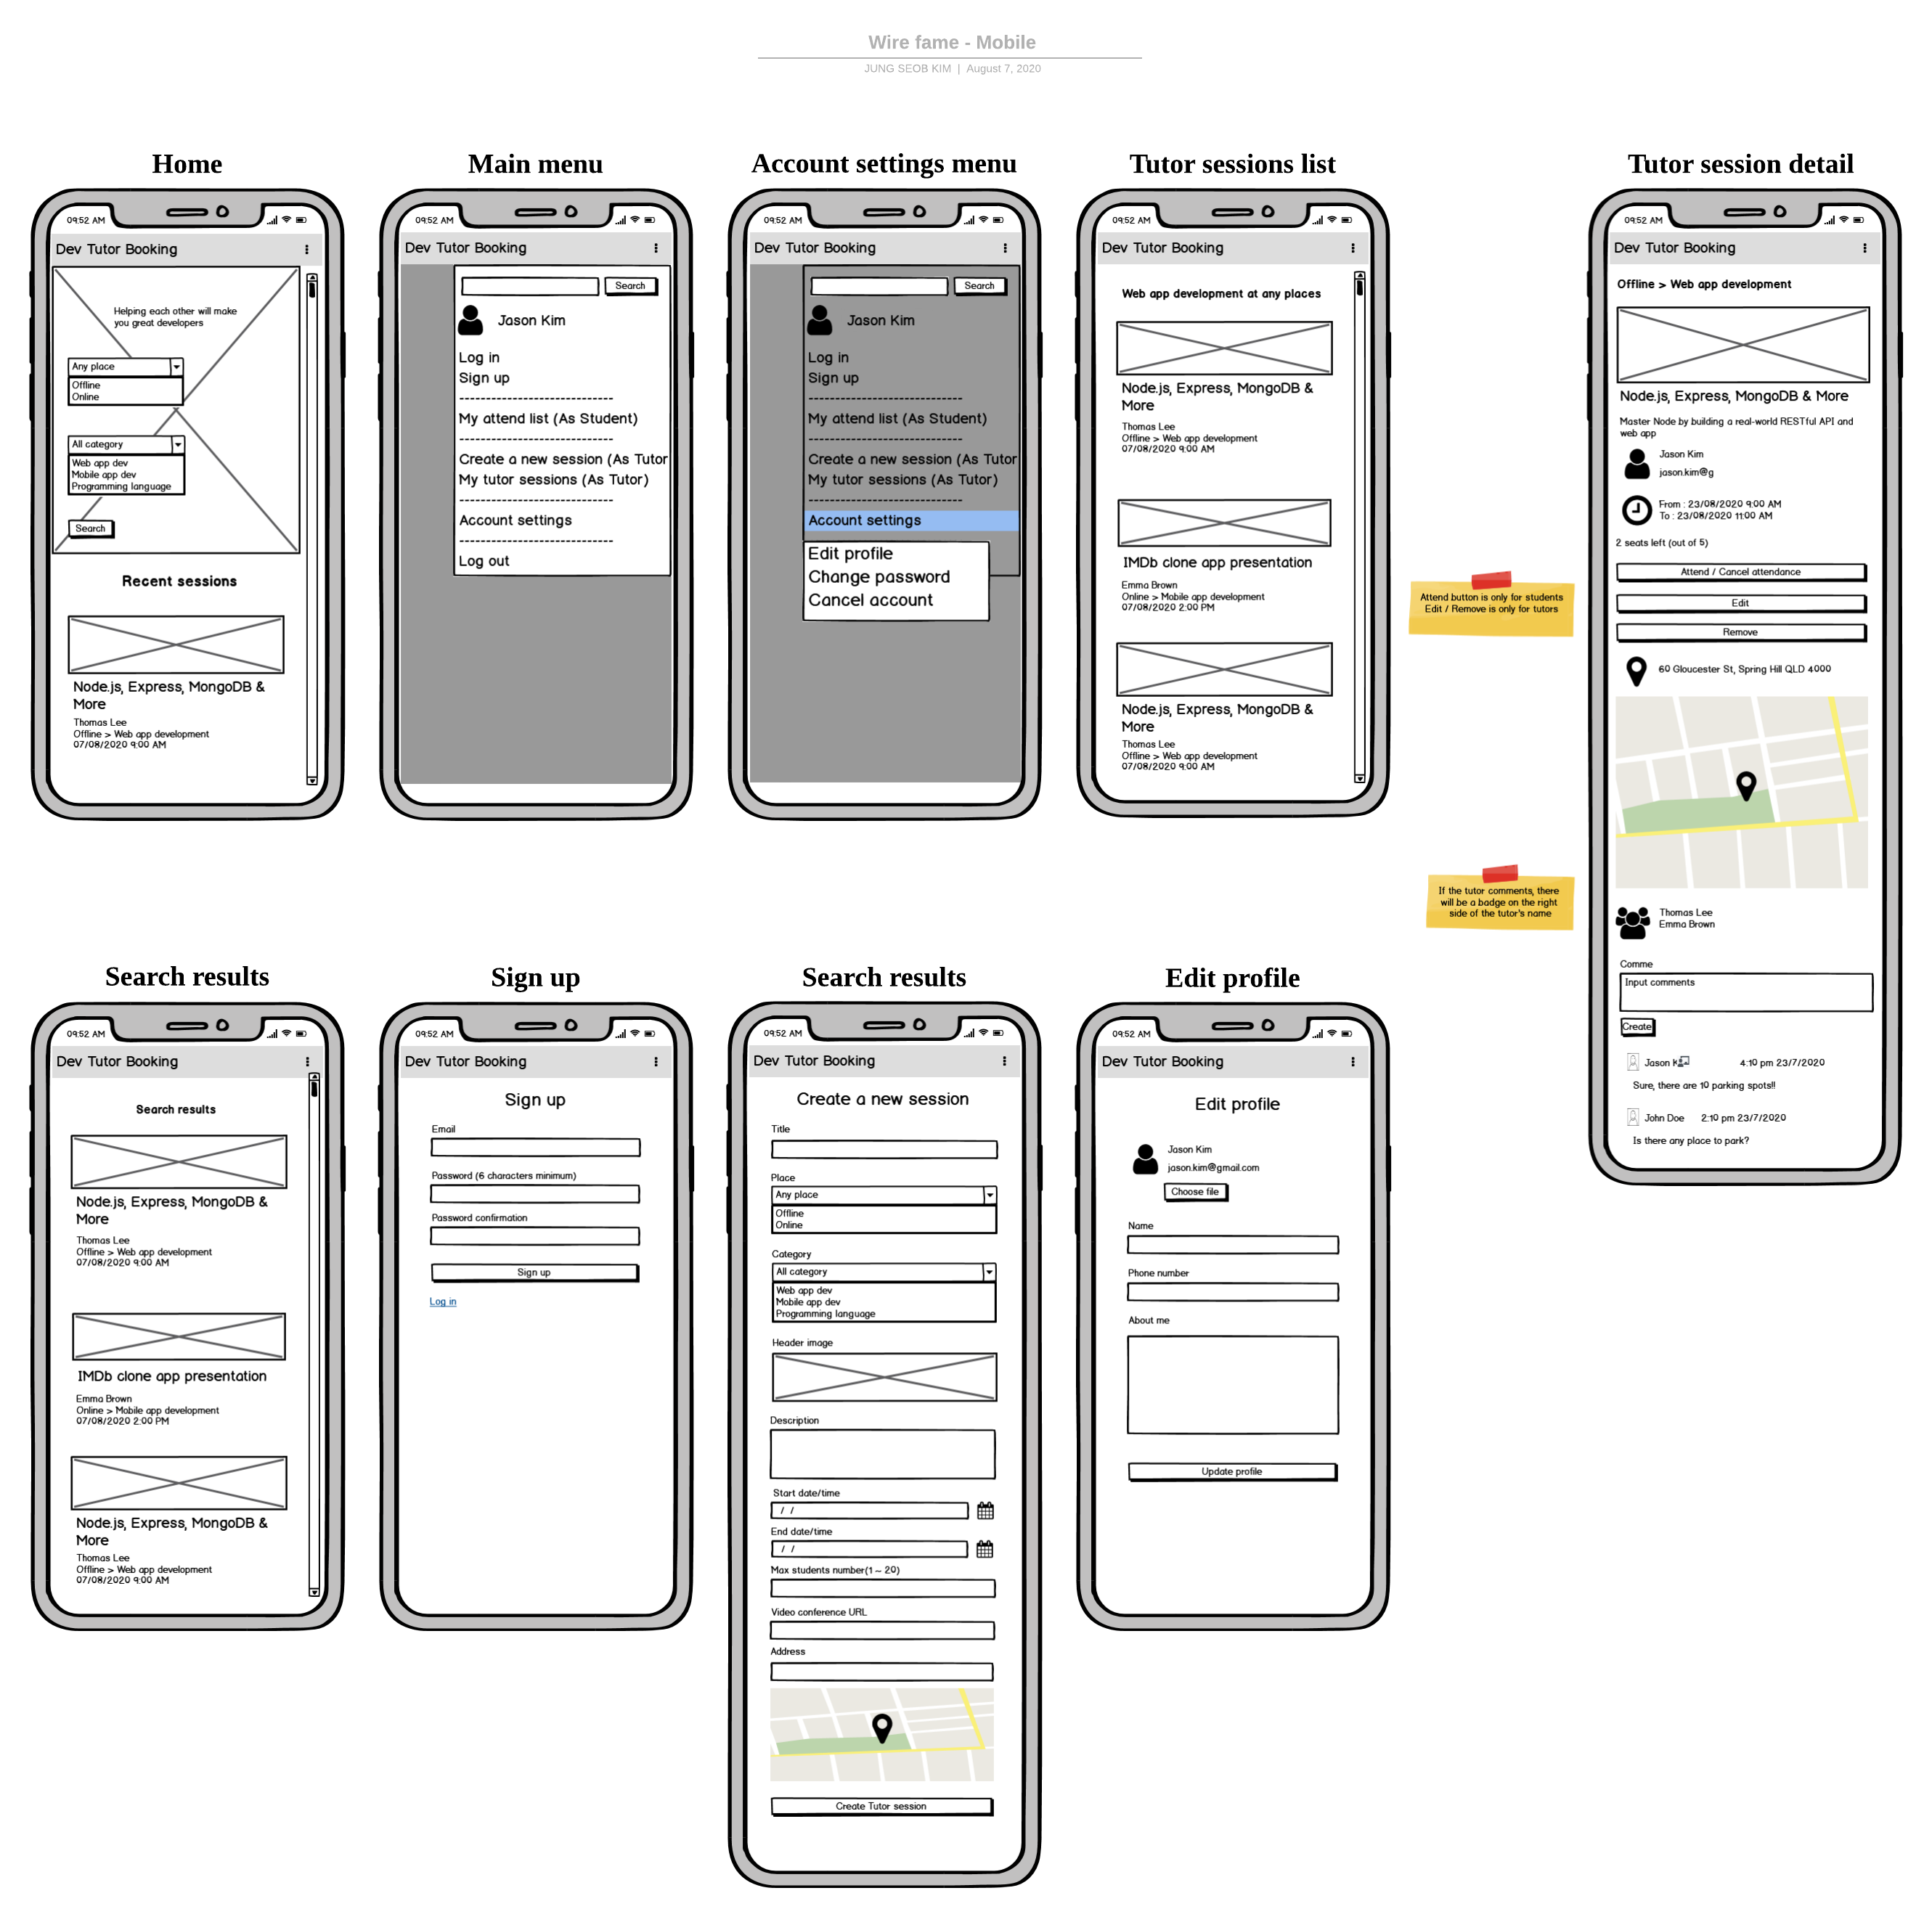 Wire fame - Mobile
JUNG SEOB KIM | August 7, 2020
Home
09:52 AM
Dev Tutor Booking
Helping each other will make
you great developers
Any place
Offline
Online
All category
Web app dev
Mobile app dev
Programming language
Search
Recent sessions
Node.js, Express, MongoDB &
More
Thomas Lee
Offline > Web app development
07/08/2020 9:00 AM
Main menu
09:52 AM
Dev Tutor Booking
Search
Jason Kim
Log in
Sign up
-----------------------------
My attend list (As Student)
-----------------------------
Create a new session (As Tutor
My tutor sessions (As Tutor)
-----------------------------
Account settings
-----------------------------
Log out
Account settings menu
09:52 AM
Dev Tutor Booking
Search
Jason Kim
Log in
Sign up
-----------------------------
My attend list (As Student)
-----------------------------
Create a new session (As Tutor
My tutor sessions (As Tutor)
-----------------------------
Account settings
Edit profile
Change password
Cancel account
Tutor sessions list
09:52 AM
Dev Tutor Booking
Web app development at any places
Node.js, Express, MongoDB &
More
Thomas Lee
Offline > Web app development
07/08/2020 9:00 AM
IMDb clone app presentation
Emma Brown
Online > Mobile app development
07/08/2020 2:00 PM
Node.js, Express, MongoDB &
More
Thomas Lee
Offline > Web app development
07/08/2020 9:00 AM
Attend button is only for students
Edit / Remove is only for tutors
If the tutor comments, there
will be a badge on the right
side of the tutor's name
Tutor session detail
09:52 AM
Dev Tutor Booking
Offline > Web app development
Node.js, Express, MongoDB & More
Master Node by building a real-world RESTful API and
web app
Jason Kim
jason.kim@g
From : 23/08/2020 9:00 AM
To : 23/08/2020 11:00 AM
2 seats left (out of 5)
Attend / Cancel attendance
Edit
Remove
60 Gloucester St, Spring Hill QLD 4000
Thomas Lee
Emma Brown
Comme
Input comments
Create
Jason K 4:10 pm 23/7/2020
Sure, there are 10 parking spots!!
John Doe 2:10 pm 23/7/2020
Is there any place to park?
Search results
09:52 AM
Dev Tutor Booking
Search results
Node.js, Express, MongoDB &
More
Thomas Lee
Offline > Web app development
07/08/2020 9:00 AM
IMDb clone app presentation
Emma Brown
Online > Mobile app development
07/08/2020 2:00 PM
Node.js, Express, MongoDB &
More
Thomas Lee
Offline > Web app development
07/08/2020 9:00 AM
Sign up
09:52 AM
Dev Tutor Booking
Sign up
Email
Password (6 characters minimum)
Password confirmation
Sign up
Log in
Search results
09:52 AM
Dev Tutor Booking
Create a new session
Title
Place
Any place
Offline
Online
Category
All category
Web app dev
Mobile app dev
Programming language
Header image
Description
Start date/time
/ /
End date/time
/ /
Max students number(1 ~ 20)
Video conference URL
Address
Create Tutor session
Edit profile
09:52 AM
Dev Tutor Booking
Edit profile
Jason Kim
jason.kim@gmail.com
Choose file
Name
Phone number
About me
Update profile